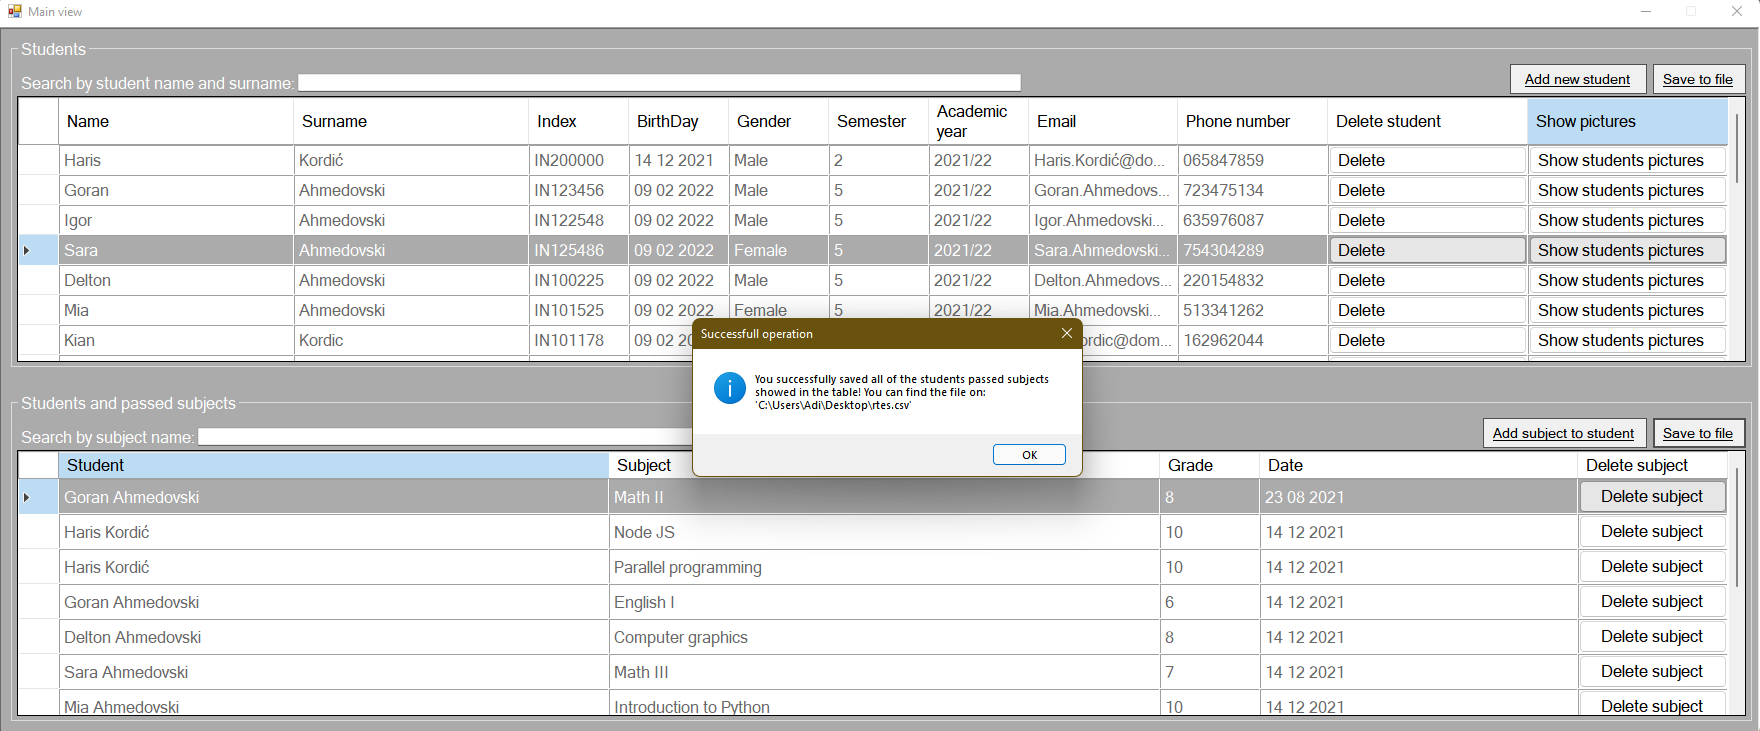 Main view
Students
Search by student name and surname:
Add new student Save to file
Name Surname Index BirthDay Gender Semester Academic year Email Phone number Delete student Show pictures
Haris Kordić IN200000 14 12 2021 Male 2 2021/22 Haris.Kordić@do... 065847859 Delete Show students pictures
Goran Ahmedovski IN123456 09 02 2022 Male 5 2021/22 Goran.Ahmedovs... 723475134 Delete Show students pictures
Igor Ahmedovski IN122548 09 02 2022 Male 5 2021/22 Igor.Ahmedovski... 635976087 Delete Show students pictures
Sara Ahmedovski IN125486 09 02 2022 Female 5 2021/22 Sara.Ahmedovski... 754304289 Delete Show students pictures
Delton Ahmedovski IN100225 09 02 2022 Male 5 2021/22 Delton.Ahmedovs... 220154832 Delete Show students pictures
Mia Ahmedovski IN101525 09 02 2022 Female 5 2021/22 Mia.Ahmedovski... 513341262 Delete Show students pictures
Kian Kordic IN101178 09 02 ordic@dom... 162962044 Delete Show students pictures
Successfull operation
You successfully saved all of the students passed subjects
showed in the table! You can find the file on:
'C:\Users\Adi\Desktop\rtes.csv'
OK
Students and passed subjects
Search by subject name:
Add subject to student Save to file
Student Subject Grade Date Delete subject
Goran Ahmedovski Math II 8 23 08 2021 Delete subject
Haris Kordić Node JS 10 14 12 2021 Delete subject
Haris Kordić Parallel programming 10 14 12 2021 Delete subject
Goran Ahmedovski English I 6 14 12 2021 Delete subject
Delton Ahmedovski Computer graphics 8 14 12 2021 Delete subject
Sara Ahmedovski Math III 7 14 12 2021 Delete subject
Mia Ahmedovski Introduction to Python 10 14 12 2021 Delete subject